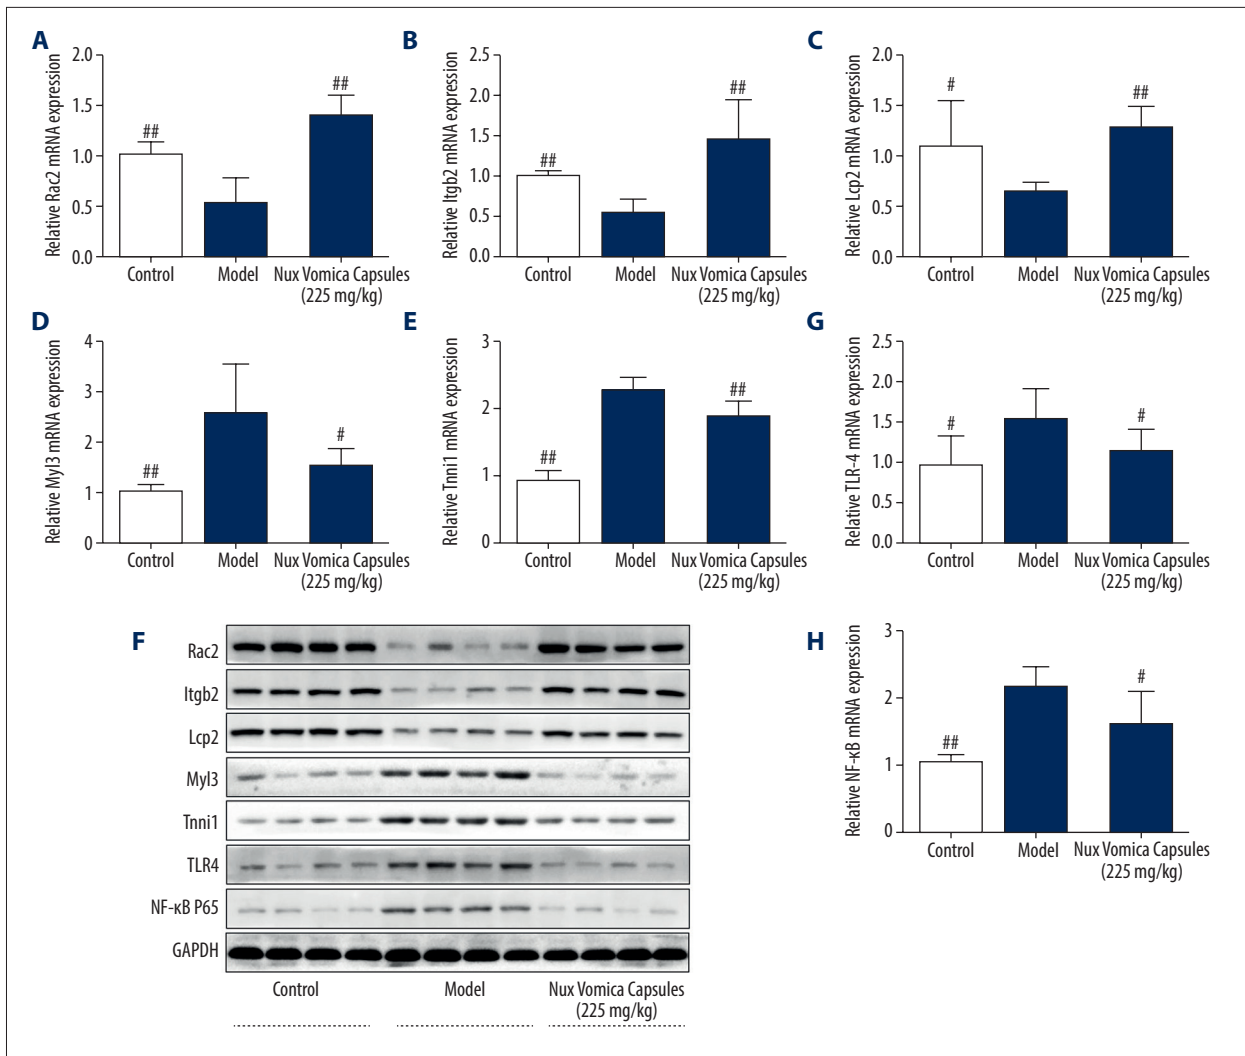 A
Relative Rac2 mRNA expression
2.0
1.5
1.0
0.5
0.0
##
##
Control
Model
Nux Vomica Capsules
(225 mg/kg)
B
Relative Itgb2 mRNA expression
2.5
2.0
1.5
1.0
0.5
0.0
##
##
Control
Model
Nux Vomica Capsules
(225 mg/kg)
C
Relative Lcp2 mRNA expression
2.0
1.5
1.0
0.5
0.0
#
##
Control
Model
Nux Vomica Capsules
(225 mg/kg)
D
Relative Myl3 mRNA expression
4
3
2
1
0
##
#
Control
Model
Nux Vomica Capsules
(225 mg/kg)
E
Relative Tnni1 mRNA expression
3
2
1
0
##
##
Control
Model
Nux Vomica Capsules
(225 mg/kg)
G
Relative TLR-4 mRNA expression
2.5
2.0
1.5
1.0
0.5
0.0
#
#
Control
Model
Nux Vomica Capsules
(225 mg/kg)
F
Rac2
Itgb2
Lcp2
Myl3
Tnni1
TLR4
NF-κB P65
GAPDH
Control
Model
Nux Vomica Capsules
(225 mg/kg)
H
Relative NF-κB mRNA expression
3
2
1
0
##
#
Control
Model
Nux Vomica Capsules
(225 mg/kg)